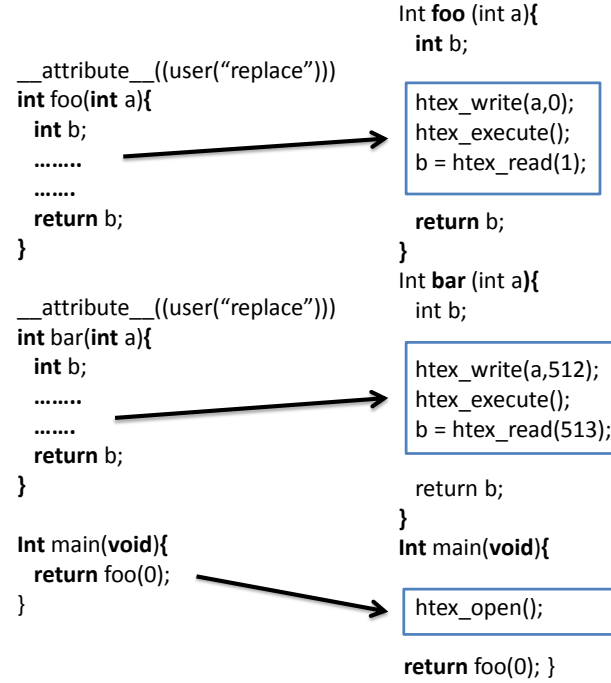 __attribute__((user(“replace”)))
int foo(int a){
int b;
……..
…….
return b;
}
__attribute__((user(“replace”)))
int bar(int a){
int b;
……..
…….
return b;
}
Int main(void){
return foo(0);
}
Int foo (int a){
int b;
htex_write(a,0);
htex_execute();
b = htex_read(1);
return b;
}
Int bar (int a){
int b;
htex_write(a,512);
htex_execute();
b = htex_read(513);
return b;
}
Int main(void){
htex_open();
return foo(0); }